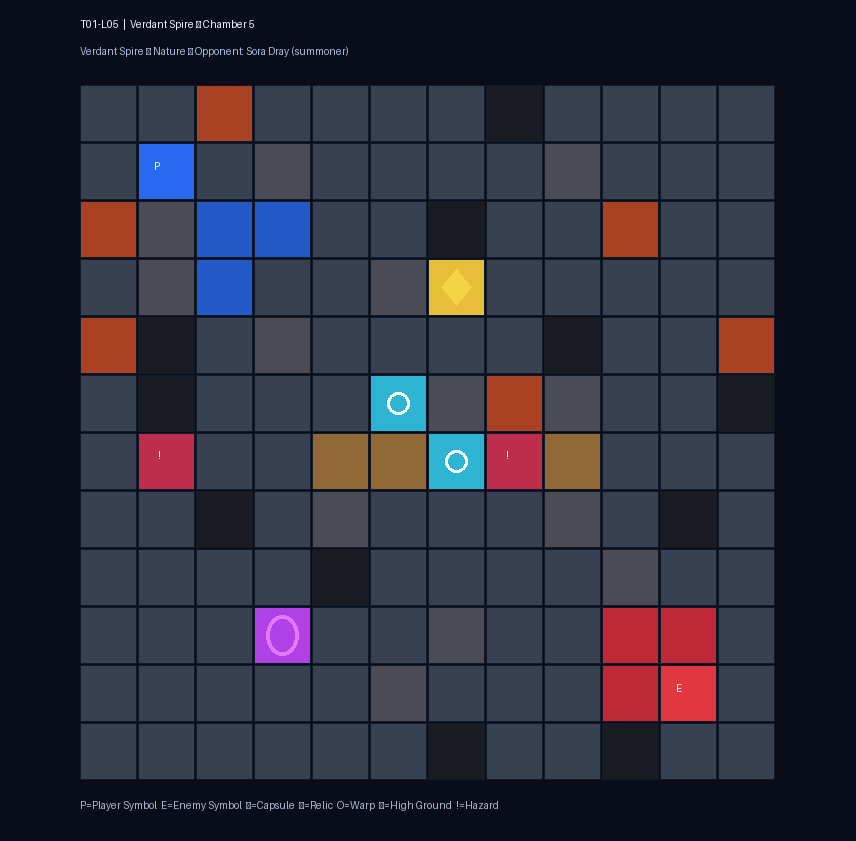 T01-L05 | Verdant Spire □ Chamber 5
Verdant Spire □ Nature □ Opponent: Sora Dray (summoner)
P
!
!
E
P=Player Symbol E=Enemy Symbol □=Capsule □=Relic O=Warp □=High Ground !=Hazard